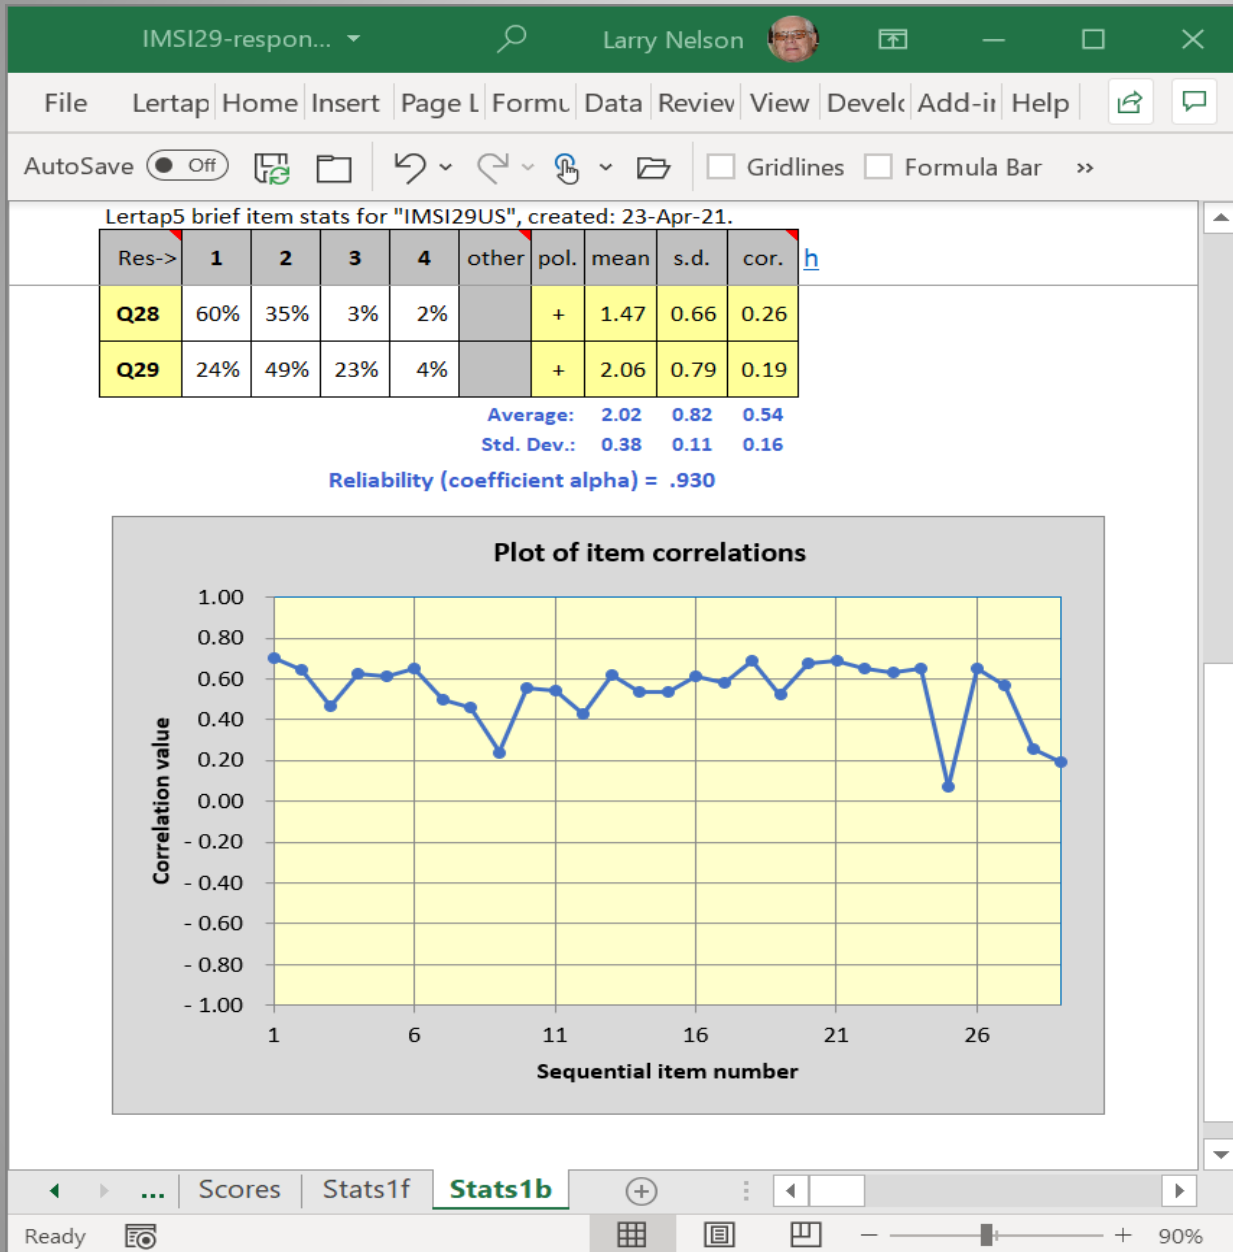 IMSI29-respon... Larry Nelson
File Lertap Home Insert Page L Formu Data Review View Develo Add-in Help
AutoSave Off Gridlines Formula Bar »
Lertap5 brief item stats for "IMSI29US", created: 23-Apr-21.
Res-> 1 2 3 4 other pol. mean s.d. cor. h
Q28 60% 35% 3% 2% + 1.47 0.66 0.26
Q29 24% 49% 23% 4% + 2.06 0.79 0.19
Average: 2.02 0.82 0.54
Std. Dev.: 0.38 0.11 0.16
Reliability (coefficient alpha) = .930
Plot of item correlations
1.00
0.80
0.60
0.40
0.20
0.00
- 0.20
- 0.40
- 0.60
- 0.80
- 1.00
Correlation value
1 6 11 16 21 26
Sequential item number
... Scores Stats1f Stats1b
Ready 90%